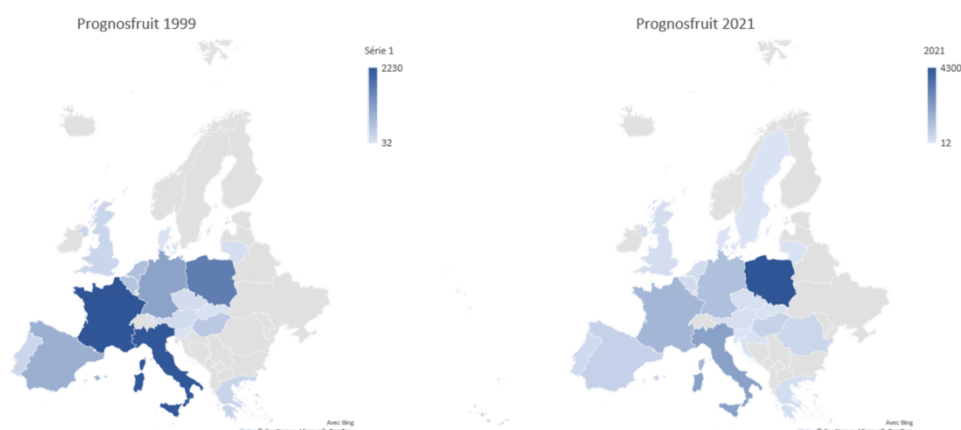 Prognosfruit 1999
Série 1
2230
32
Avec Bing
Prognosfruit 2021
2021
4300
12
Avec Bing